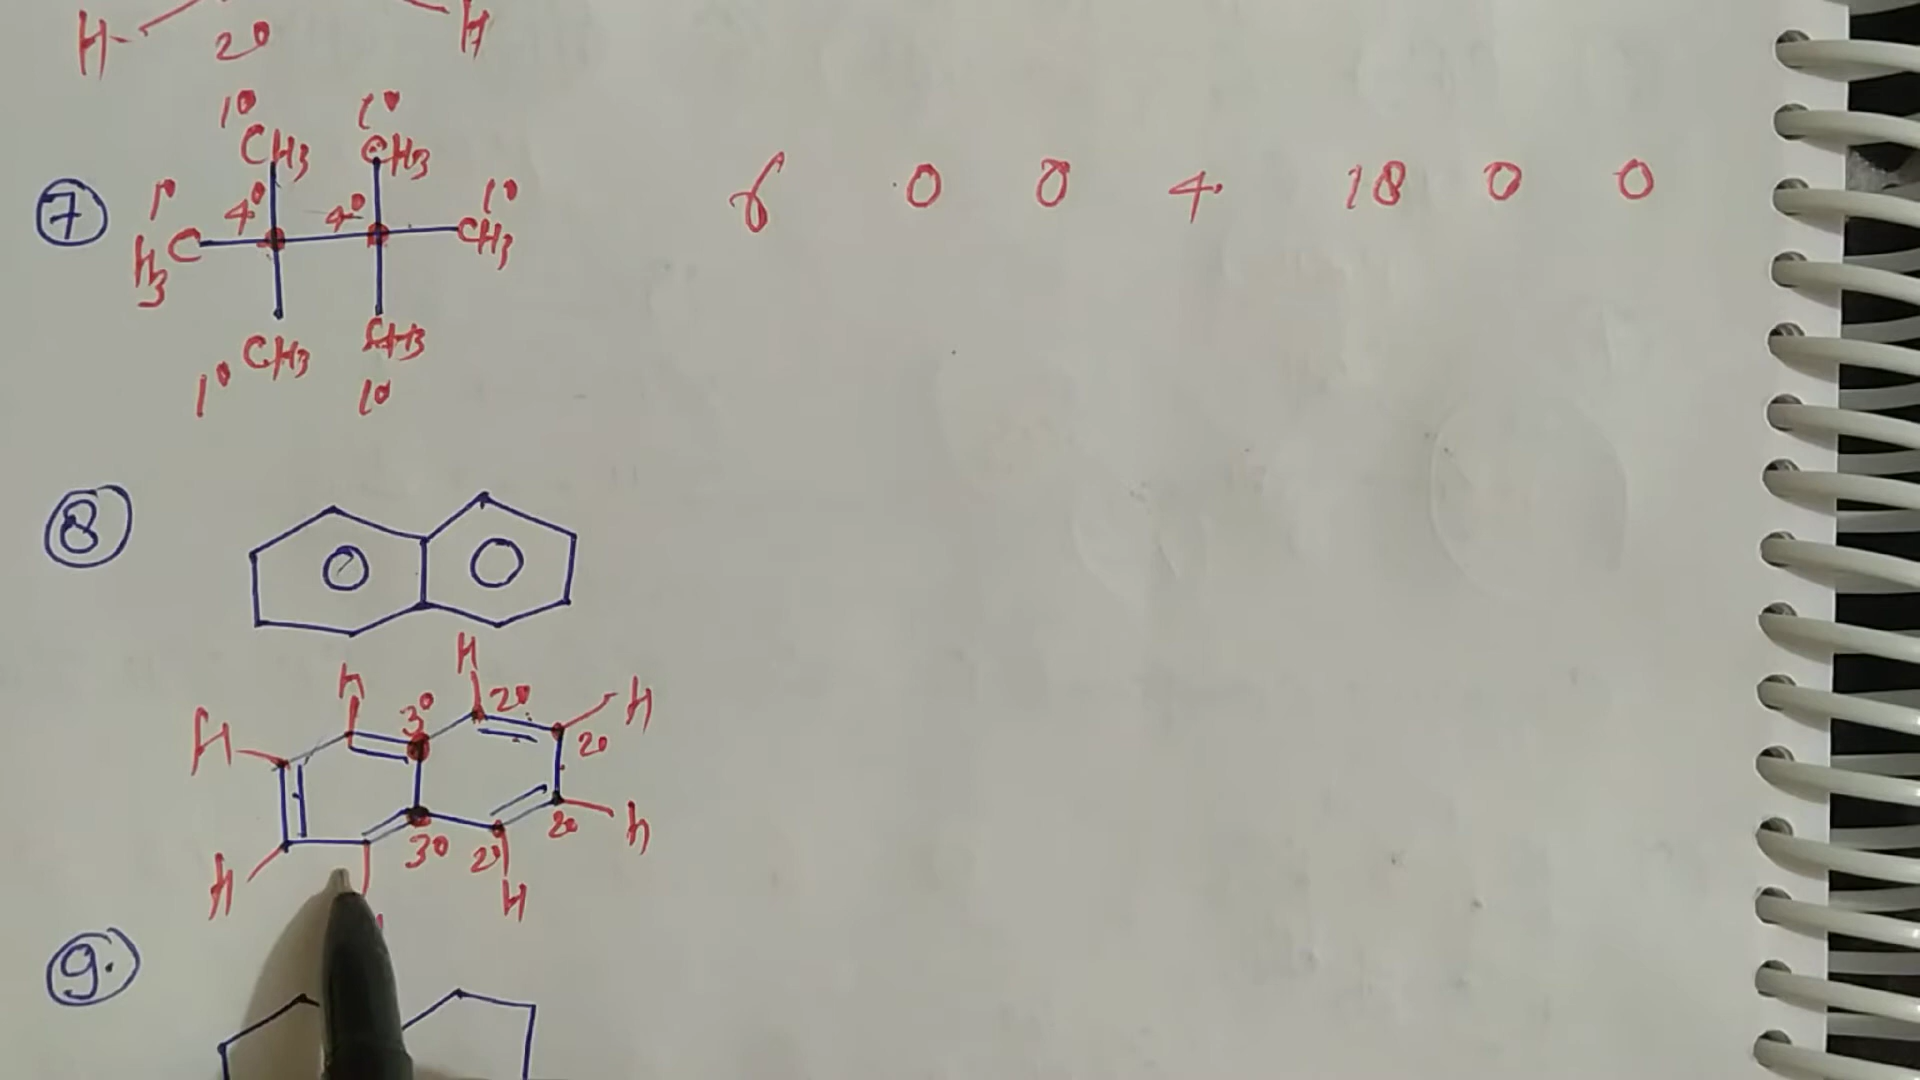 H H
2°
1° 1°
CH3 CH3
7 1° 4° 4° 1° 6 0 0 4 18 0 0
H3C CH3
CH3 CH3
1° 1°
8
H
H H 3° 2° H
2°
3° 2° 2° H
H H
9.